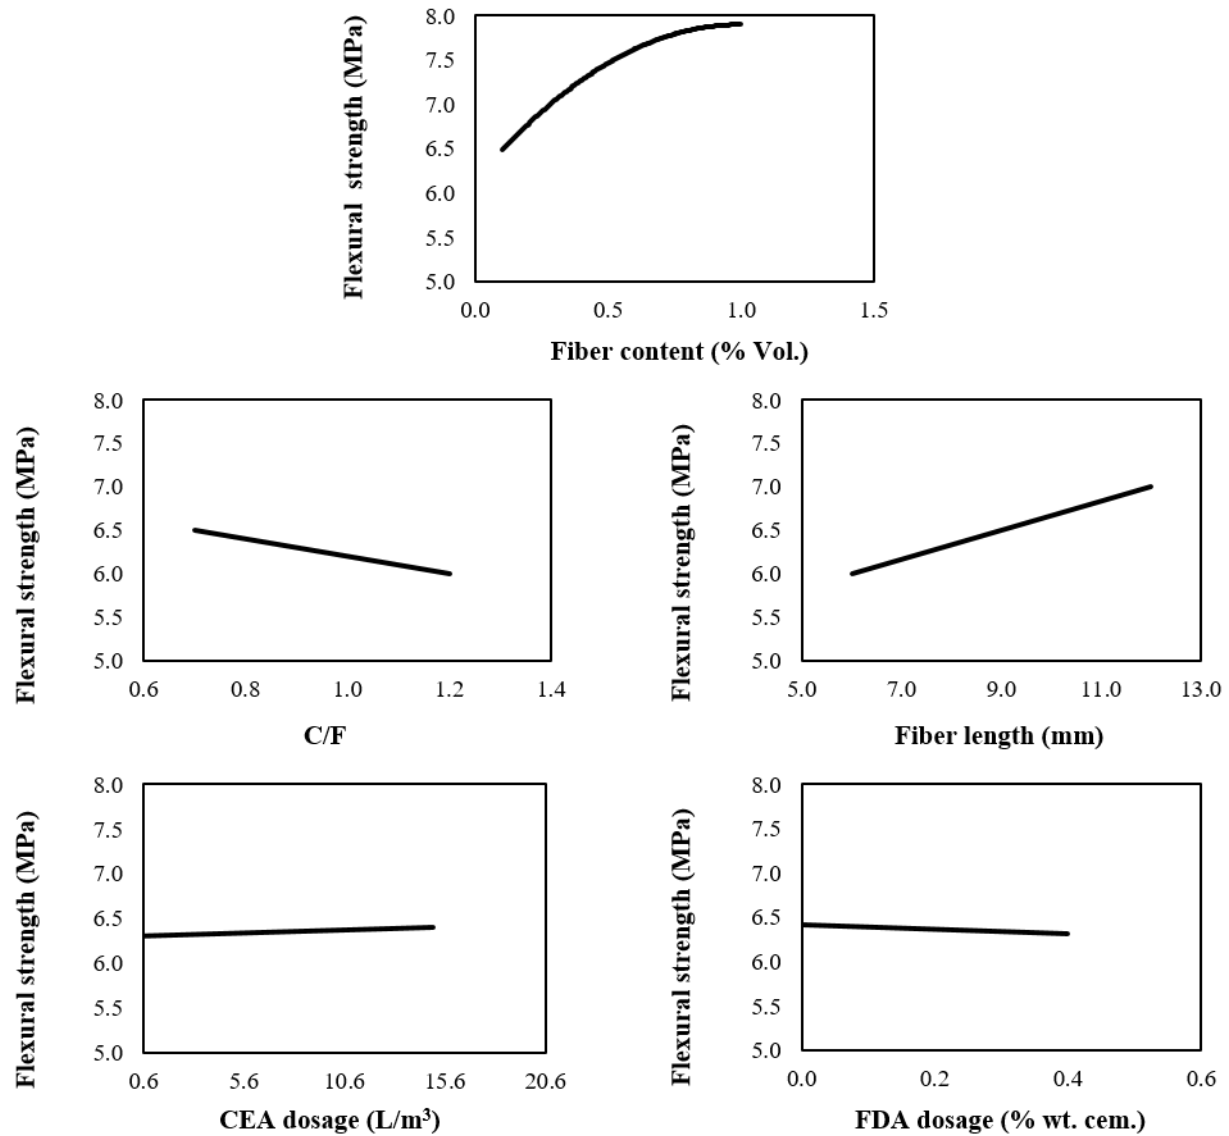 Flexural strength (MPa)
8.0
7.5
7.0
6.5
6.0
5.5
5.0
0.0 0.5 1.0 1.5
Fiber content (% Vol.)
Flexural strength (MPa)
8.0
7.5
7.0
6.5
6.0
5.5
5.0
0.6 0.8 1.0 1.2 1.4
C/F
Flexural strength (MPa)
8.0
7.5
7.0
6.5
6.0
5.5
5.0
5.0 7.0 9.0 11.0 13.0
Fiber length (mm)
Flexural strength (MPa)
8.0
7.5
7.0
6.5
6.0
5.5
5.0
0.6 5.6 10.6 15.6 20.6
CEA dosage (L/m³)
Flexural strength (MPa)
8.0
7.5
7.0
6.5
6.0
5.5
5.0
0.0 0.2 0.4 0.6
FDA dosage (% wt. cem.)